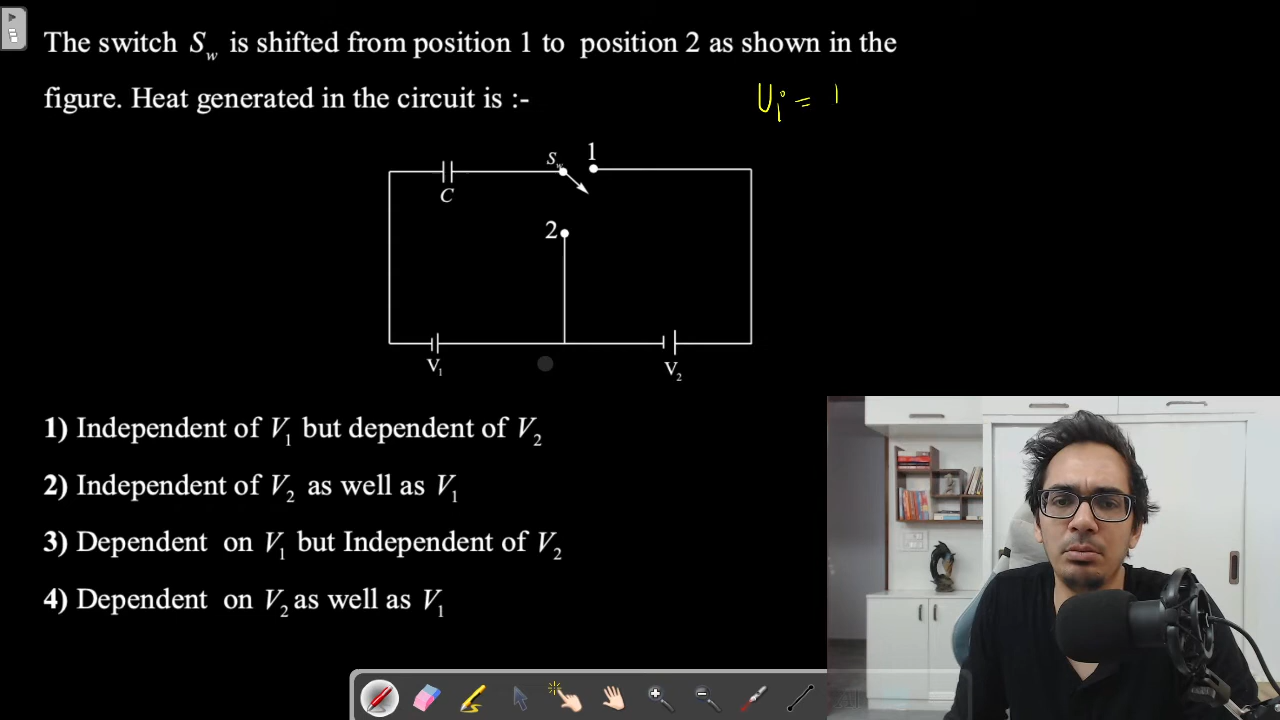 The switch S_w is shifted from position 1 to position 2 as shown in the
figure. Heat generated in the circuit is :-
U_i = 1
S_w
1
C
2
V_1
V_2
1) Independent of V_1 but dependent of V_2
2) Independent of V_2 as well as V_1
3) Dependent on V_1 but Independent of V_2
4) Dependent on V_2 as well as V_1